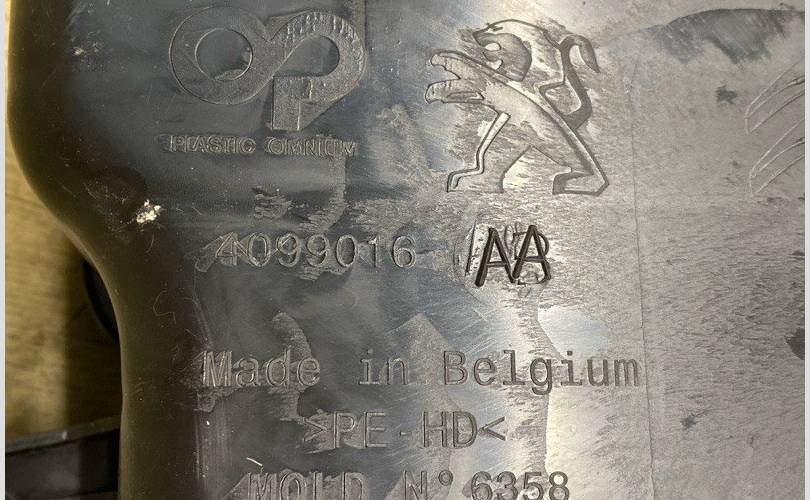 PLASTIC OMNIUM
4099016 AA
Made in Belgium
>PE-HD<
MOLD N° 6358